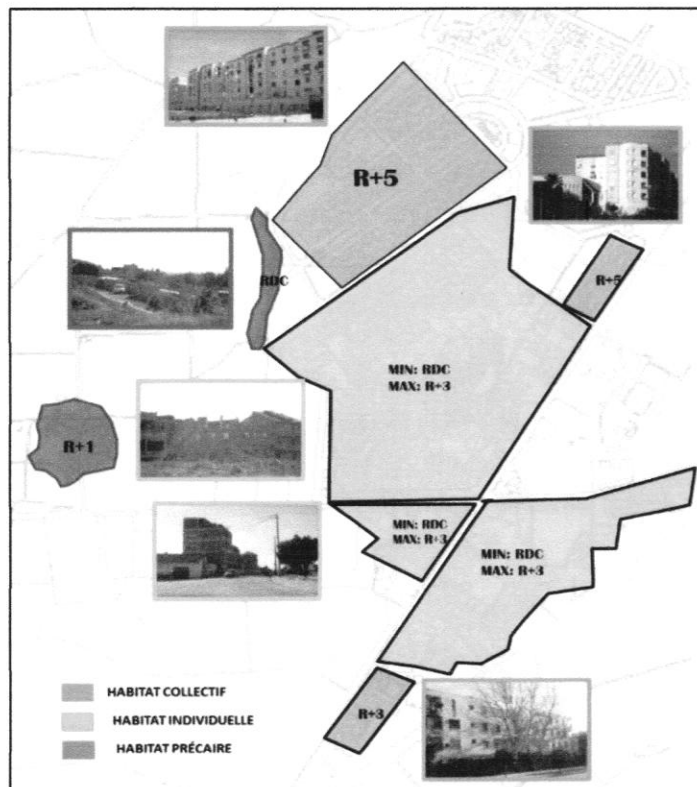 R+5
R+5
RDC
MIN: RDC
MAX: R+3
R+1
MIN: RDC
MAX: R+3
MIN: RDC
MAX: R+3
R+3
HABITAT COLLECTIF
HABITAT INDIVIDUELLE
HABITAT PRÉCAIRE